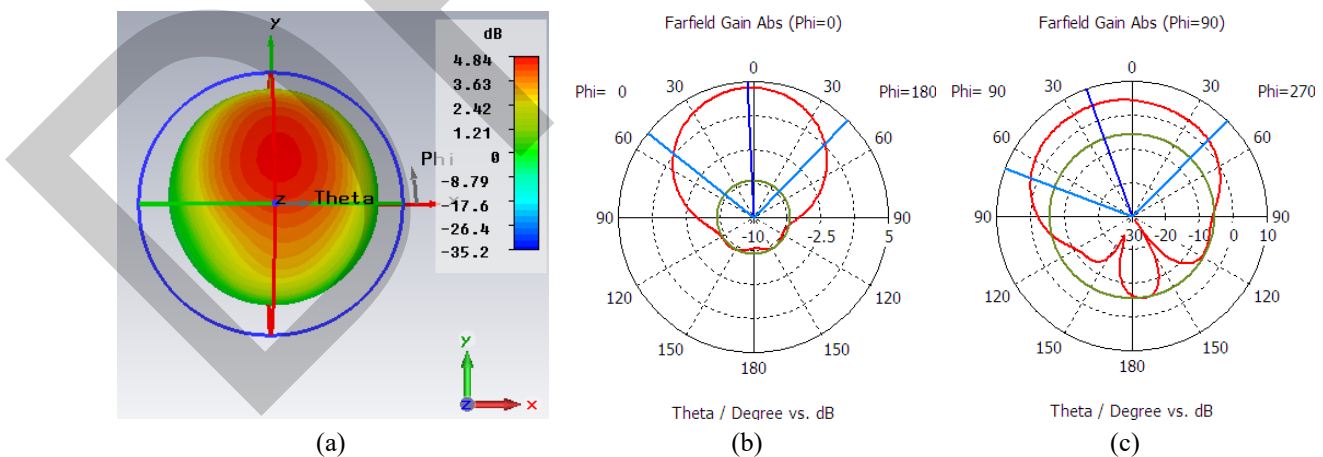 y
dB
4.84
3.63
2.42
1.21
0
-8.79
-17.6
-26.4
-35.2
Phi
z Theta x
y
z x
(a)
Farfield Gain Abs (Phi=0)
0
30 30
Phi= 0 Phi=180
60 60
90 -10 -2.5 5 90
120 120
150 150
180
Theta / Degree vs. dB
(b)
Farfield Gain Abs (Phi=90)
0
30 30
Phi= 90 Phi=270
60 60
90 -30 -20 -10 0 10 90
120 120
150 150
180
Theta / Degree vs. dB
(c)